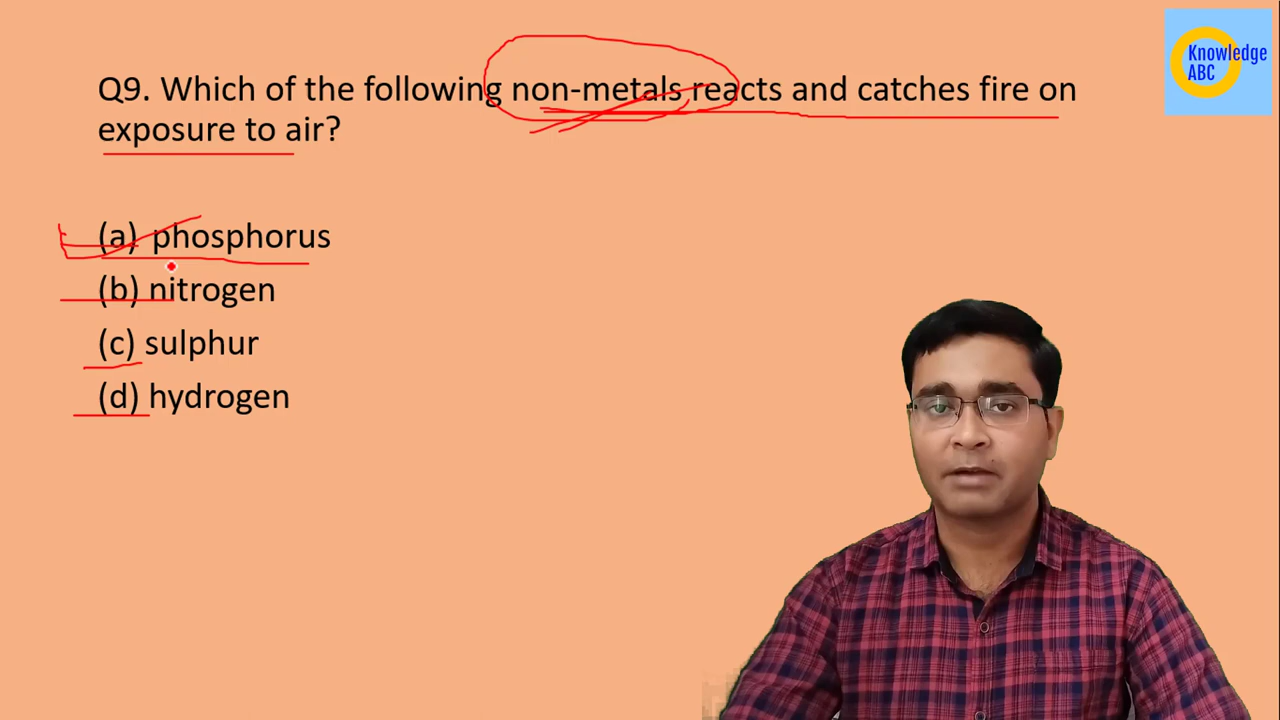 Knowledge
ABC
Q9. Which of the following non-metals reacts and catches fire on
exposure to air?
(a) phosphorus
(b) nitrogen
(c) sulphur
(d) hydrogen